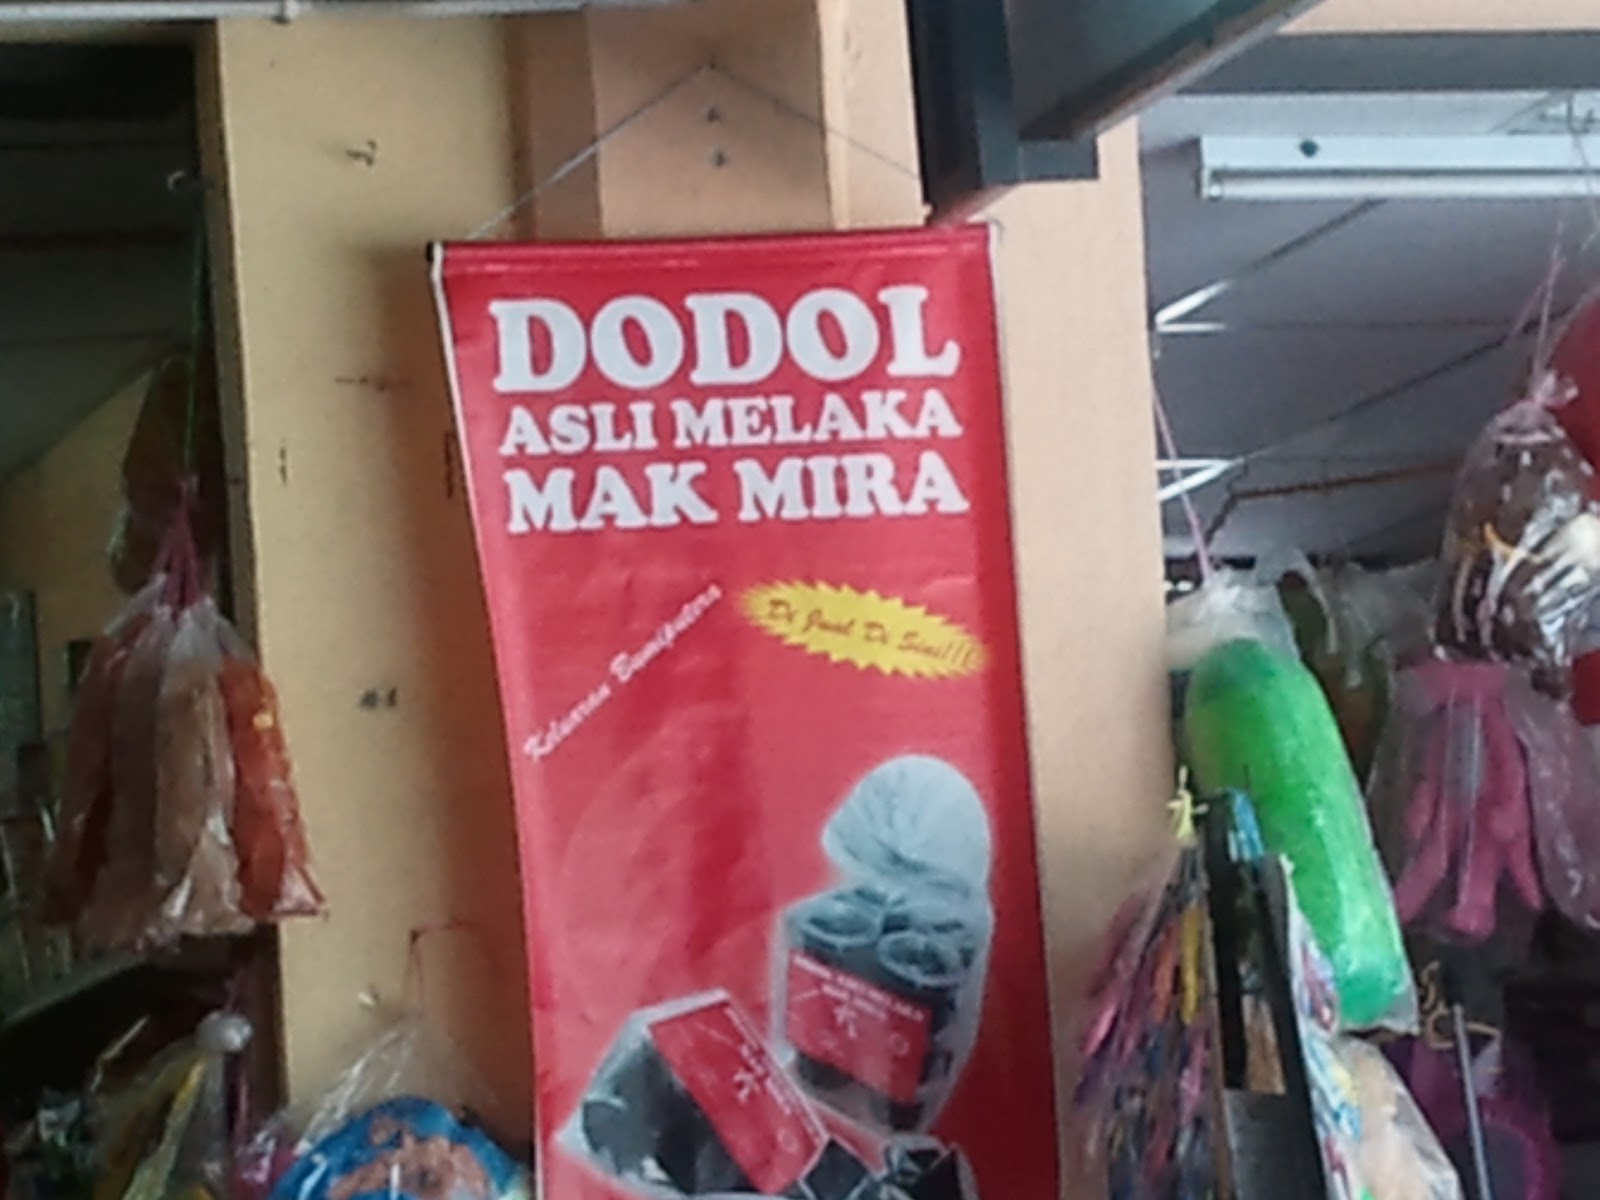 DODOL
ASLI MELAKA
MAK MIRA
Keluaran Bumiputera
Di Jual Di Sini!!!